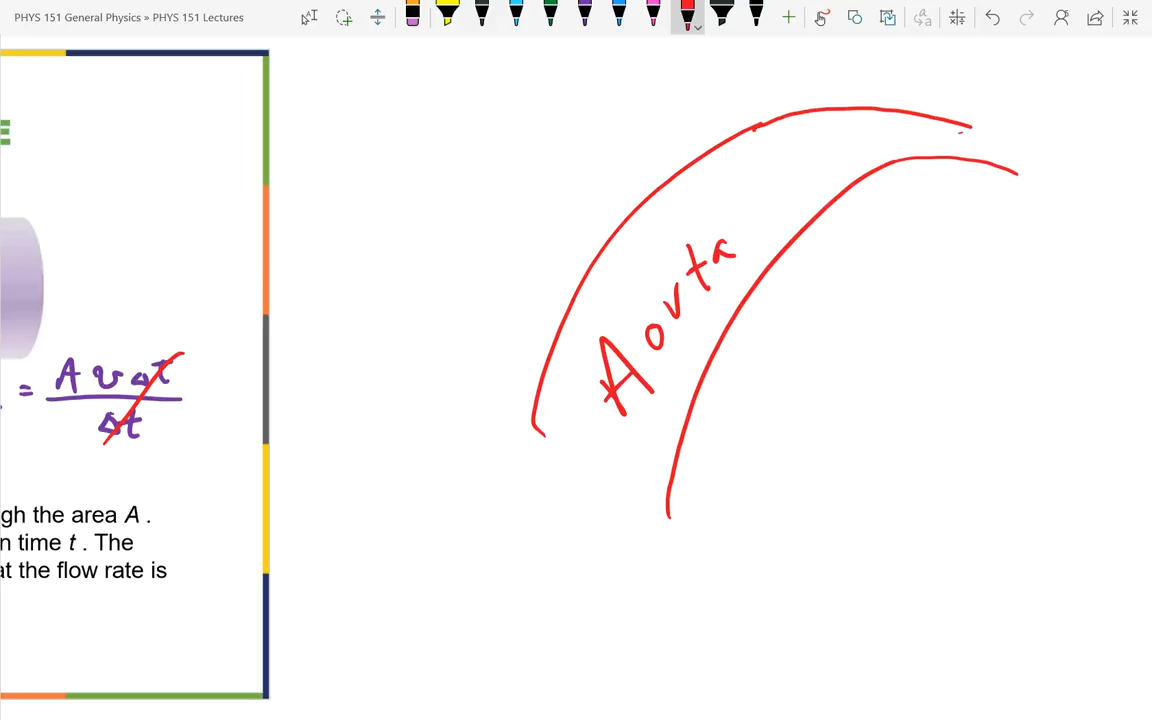 PHYS 151 General Physics » PHYS 151 Lectures
E
= A v Δt
Δt
gh the area A .
n time t . The
at the flow rate is
Aorta